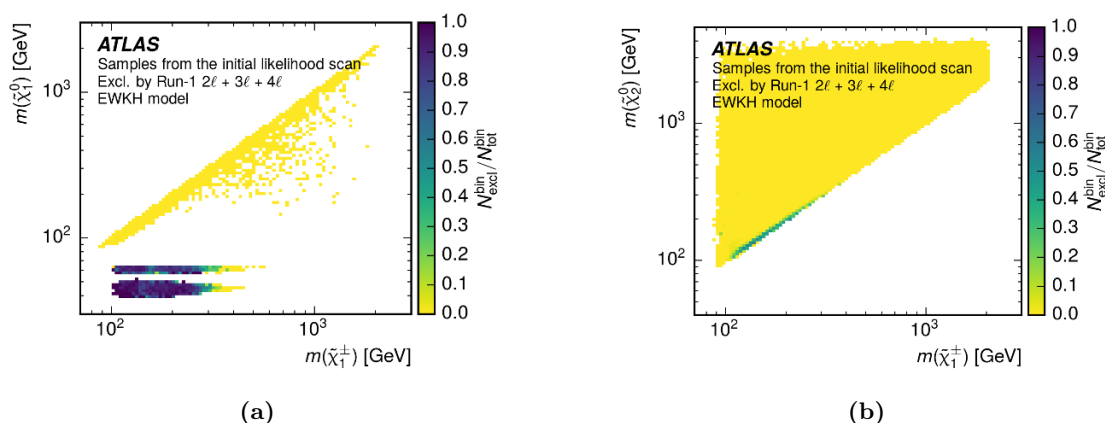 ATLAS
Samples from the initial likelihood scan
Excl. by Run-1 2ℓ + 3ℓ + 4ℓ
EWKH model
m(χ̃₁⁰) [GeV]
10³
10²
10²
10³
m(χ̃₁±) [GeV]
1.0
0.9
0.8
0.7
0.6
0.5
0.4
0.3
0.2
0.1
0.0
N_excl^bin / N_tot^bin
(a)
ATLAS
Samples from the initial likelihood scan
Excl. by Run-1 2ℓ + 3ℓ + 4ℓ
EWKH model
m(χ̃₂⁰) [GeV]
10³
10²
10²
10³
m(χ̃₁±) [GeV]
1.0
0.9
0.8
0.7
0.6
0.5
0.4
0.3
0.2
0.1
0.0
N_excl^bin / N_tot^bin
(b)